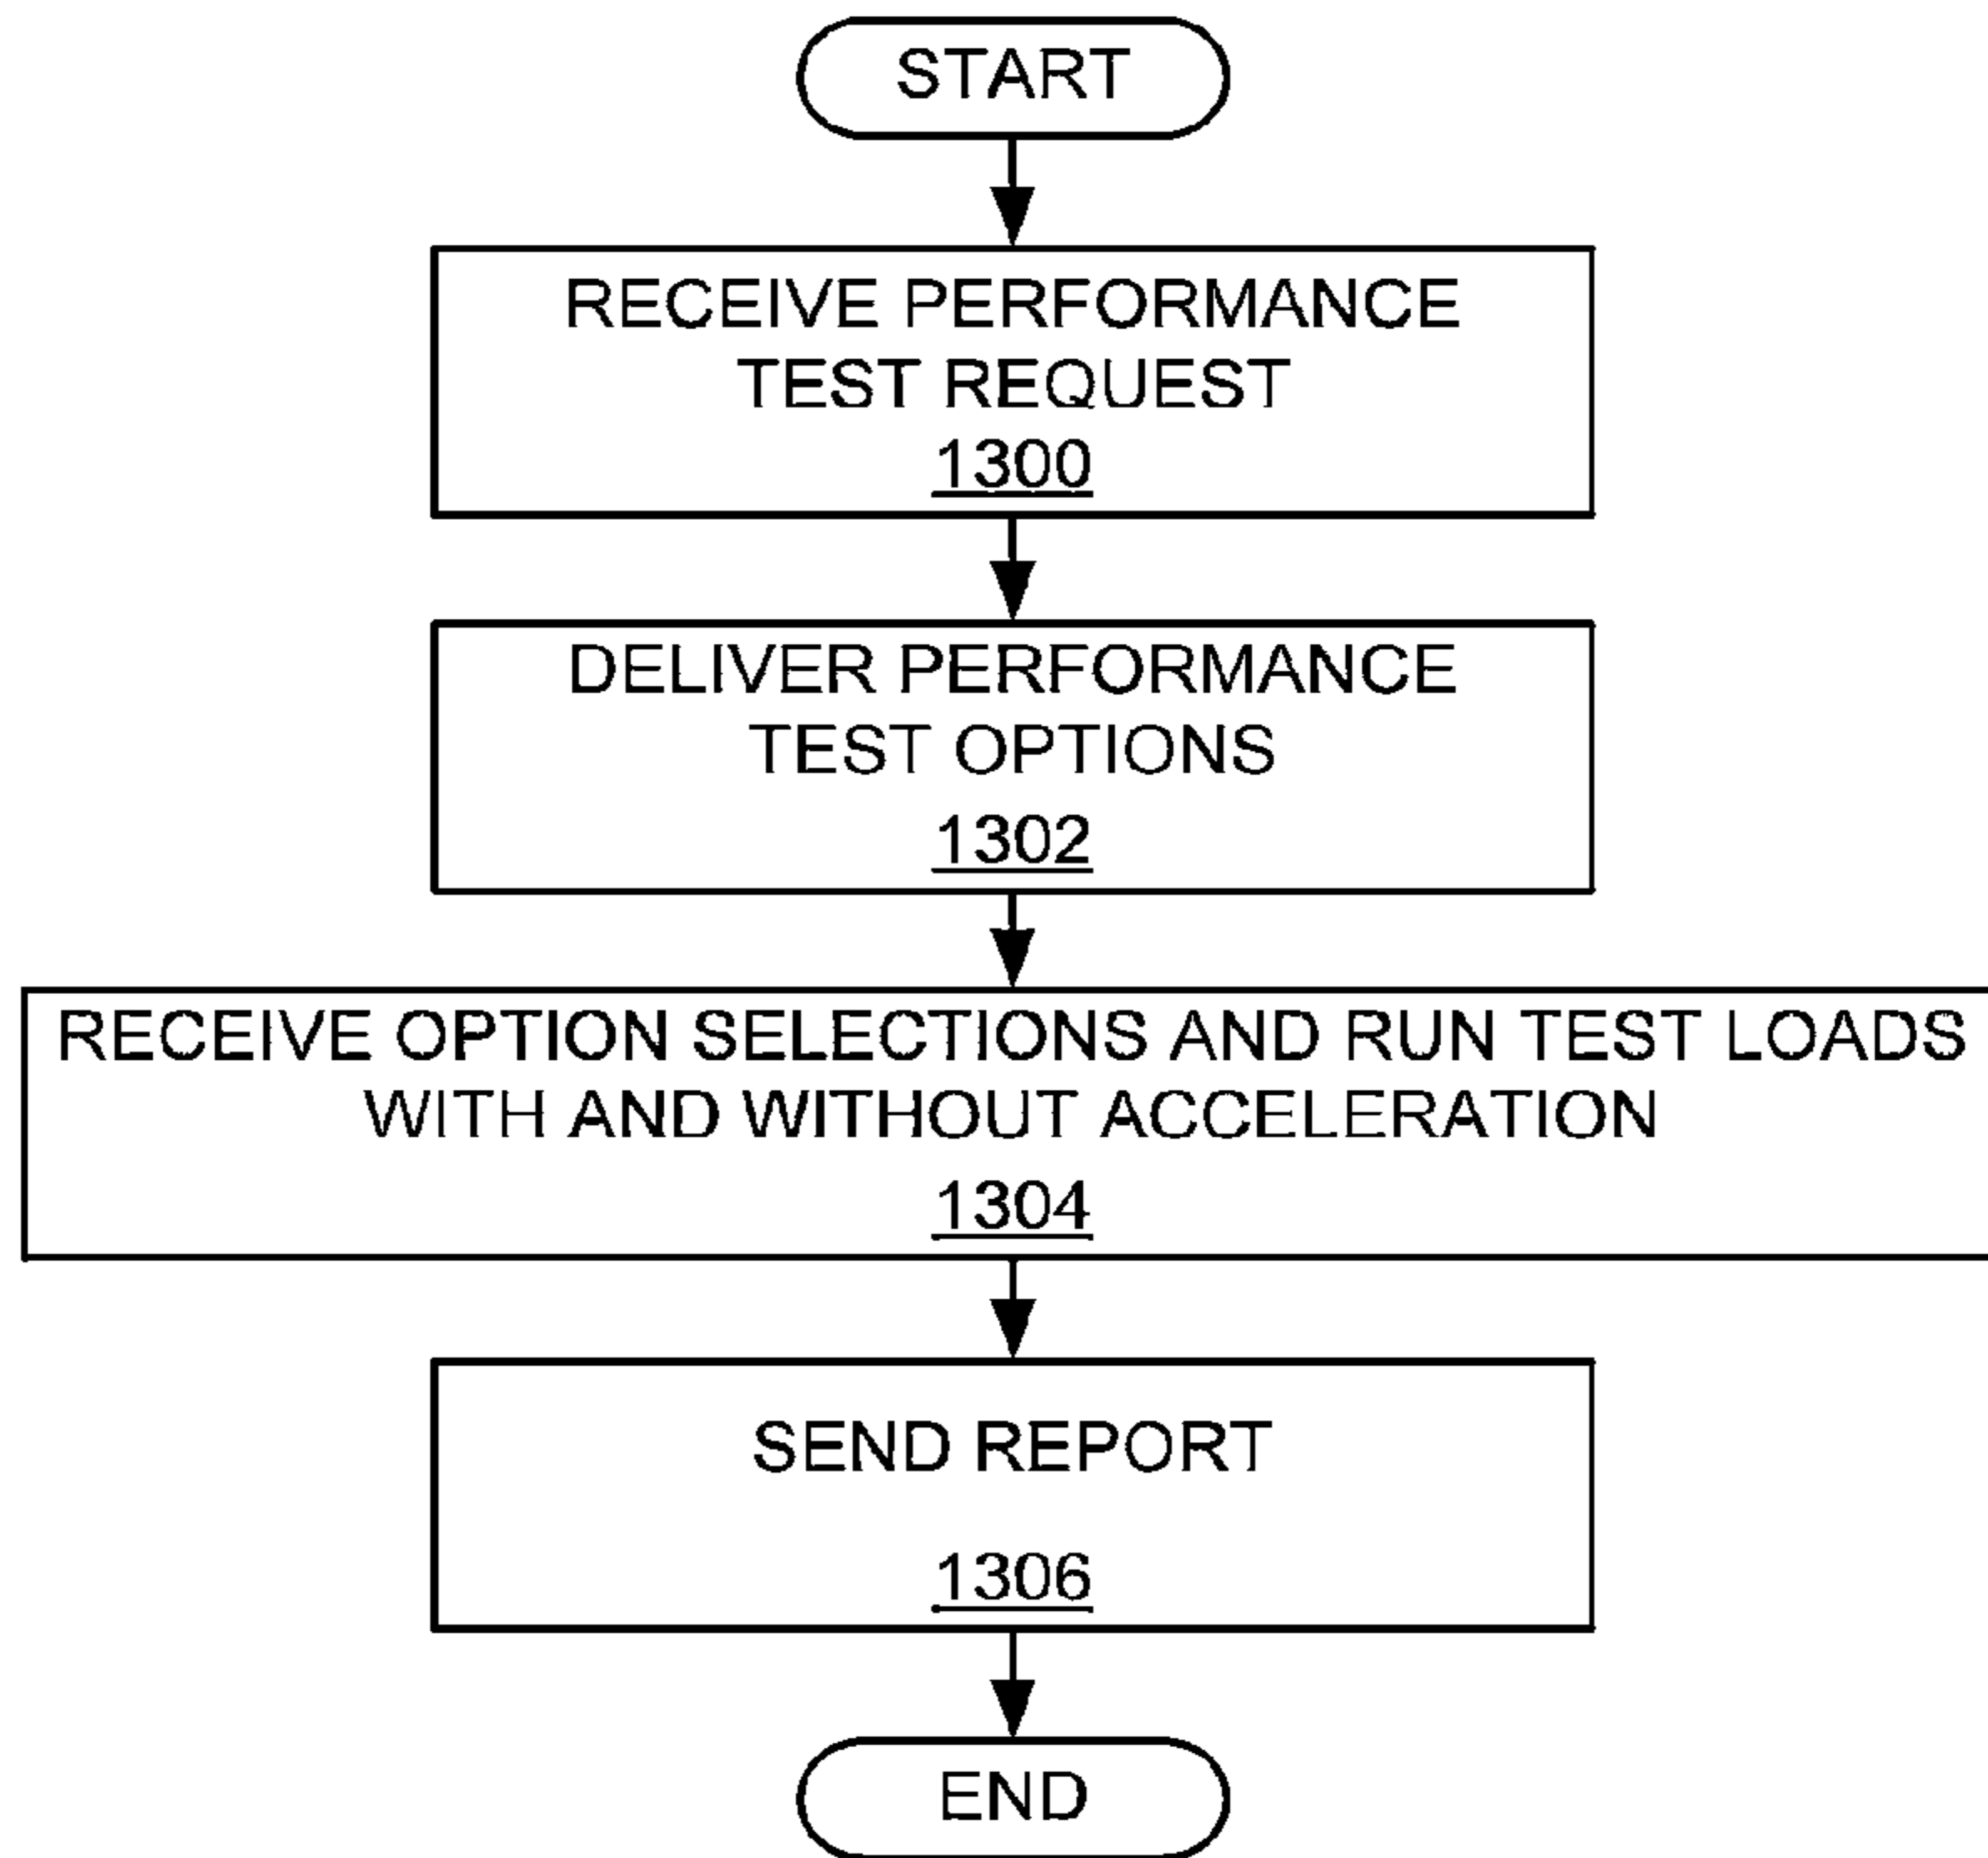 START
RECEIVE PERFORMANCE
TEST REQUEST
1300
DELIVER PERFORMANCE
TEST OPTIONS
1302
RECEIVE OPTION SELECTIONS AND RUN TEST LOADS
WITH AND WITHOUT ACCELERATION
1304
SEND REPORT
1306
END